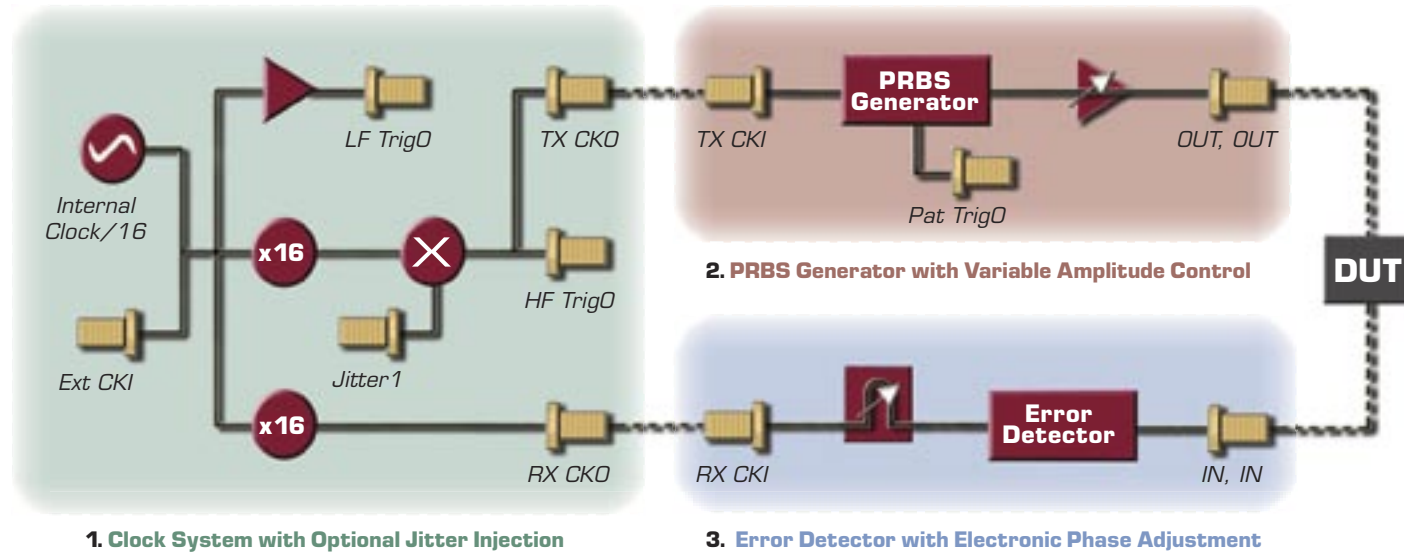 Internal
Clock/16
Ext CKI
LF TrigO
x16
x16
Jitter1
TX CKO
HF TrigO
RX CKO
1. Clock System with Optional Jitter Injection
TX CKI
PRBS
Generator
Pat TrigO
OUT, OUT
2. PRBS Generator with Variable Amplitude Control
DUT
RX CKI
Error
Detector
IN, IN
3. Error Detector with Electronic Phase Adjustment